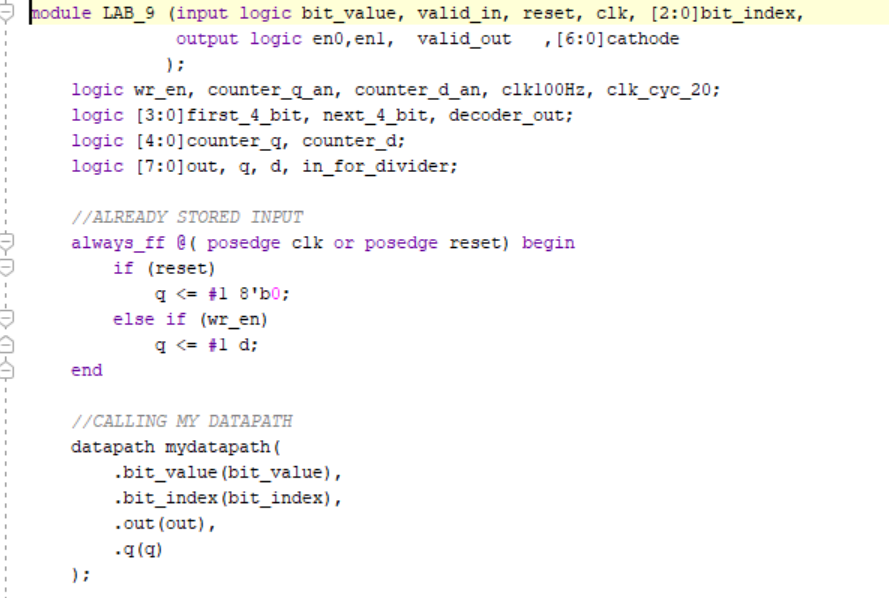 module LAB_9 (input logic bit_value, valid_in, reset, clk, [2:0]bit_index,
output logic en0,en1, valid_out ,[6:0]cathode
);
logic wr_en, counter_q_an, counter_d_an, clk100Hz, clk_cyc_20;
logic [3:0]first_4_bit, next_4_bit, decoder_out;
logic [4:0]counter_q, counter_d;
logic [7:0]out, q, d, in_for_divider;
//ALREADY STORED INPUT
always_ff @( posedge clk or posedge reset) begin
if (reset)
q <= #1 8'b0;
else if (wr_en)
q <= #1 d;
end
//CALLING MY DATAPATH
datapath mydatapath(
.bit_value(bit_value),
.bit_index(bit_index),
.out(out),
.q(q)
);